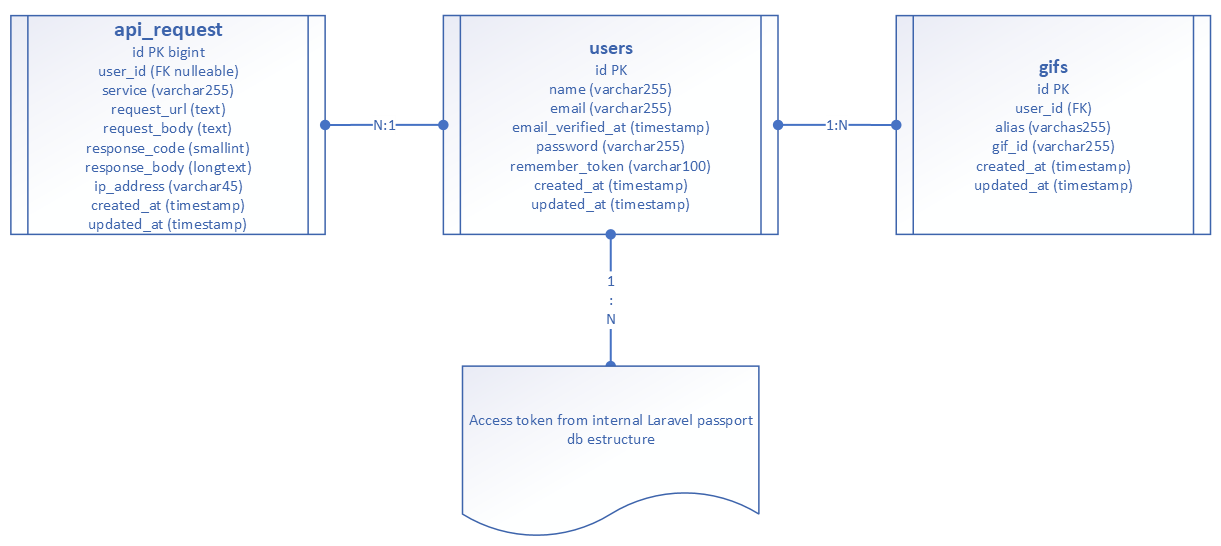 api_request
id PK bigint
user_id (FK nulleable)
service (varchar255)
request_url (text)
request_body (text)
response_code (smallint)
response_body (longtext)
ip_address (varchar45)
created_at (timestamp)
updated_at (timestamp)
N:1
users
id PK
name (varchar255)
email (varchar255)
email_verified_at (timestamp)
password (varchar255)
remember_token (varchar100)
created_at (timestamp)
updated_at (timestamp)
1:N
gifs
id PK
user_id (FK)
alias (varchas255)
gif_id (varchar255)
created_at (timestamp)
updated_at (timestamp)
1
:
N
Access token from internal Laravel passport
db estructure